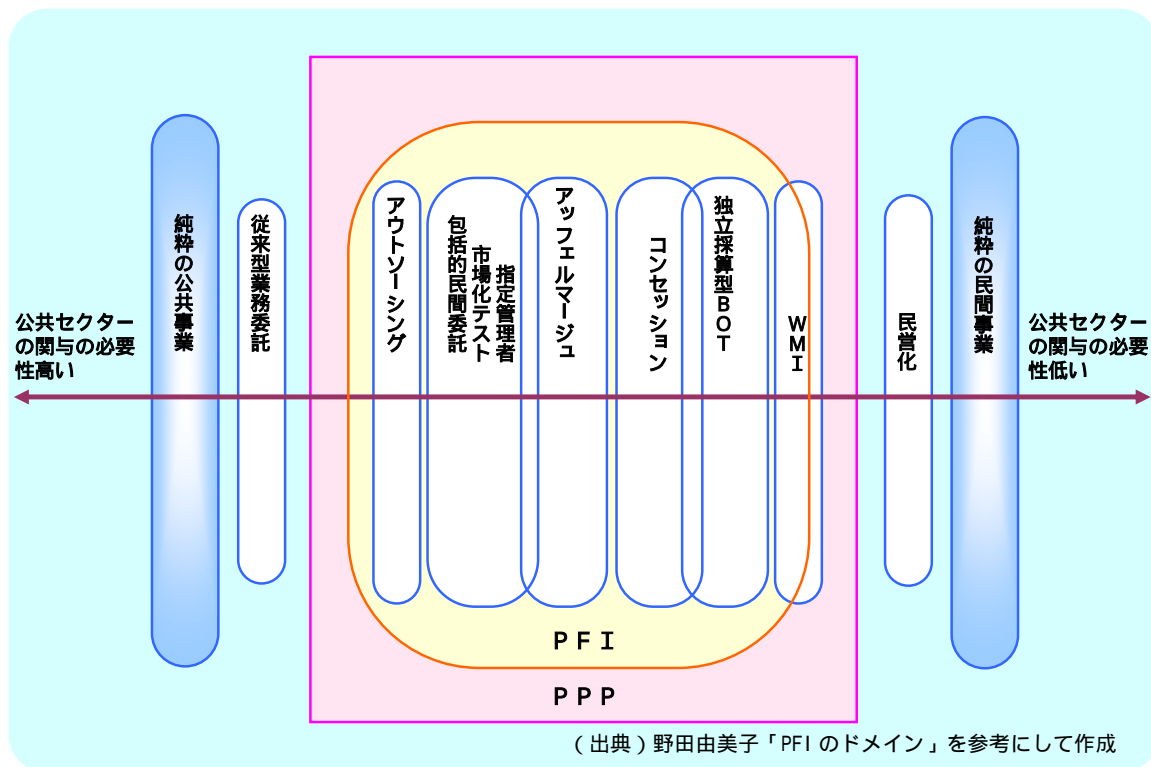 公共セクター
の関与の必要
性高い
純粋の公共事業
従来型業務委託
アウトソーシング
包括的民間委託
市場化テスト
指定管理者
アッフェルマージュ
コンセッション
独立採算型BOT
WMI
民営化
純粋の民間事業
公共セクター
の関与の必要
性低い
PFI
PPP
(出典)野田由美子「PFIのドメイン」を参考にして作成